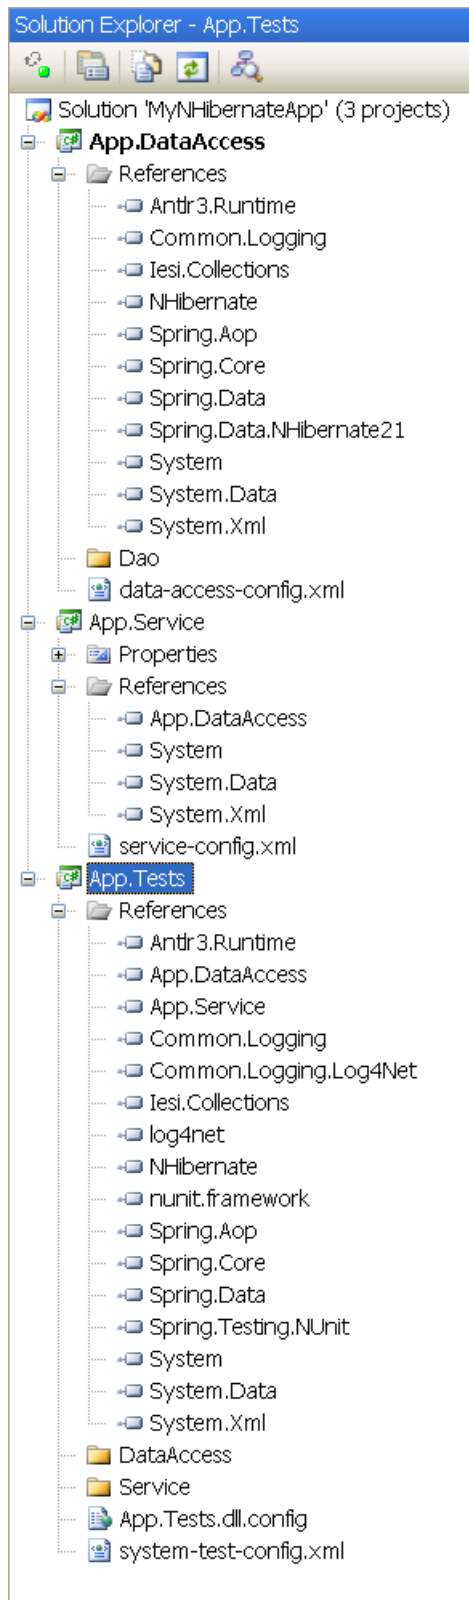 Solution Explorer - App.Tests
Solution 'MyNHibernateApp' (3 projects)
App.DataAccess
References
Antlr3.Runtime
Common.Logging
Iesi.Collections
NHibernate
Spring.Aop
Spring.Core
Spring.Data
Spring.Data.NHibernate21
System
System.Data
System.Xml
Dao
data-access-config.xml
App.Service
Properties
References
App.DataAccess
System
System.Data
System.Xml
service-config.xml
App.Tests
References
Antlr3.Runtime
App.DataAccess
App.Service
Common.Logging
Common.Logging.Log4Net
Iesi.Collections
log4net
NHibernate
nunit.framework
Spring.Aop
Spring.Core
Spring.Data
Spring.Testing.NUnit
System
System.Data
System.Xml
DataAccess
Service
App.Tests.dll.config
system-test-config.xml